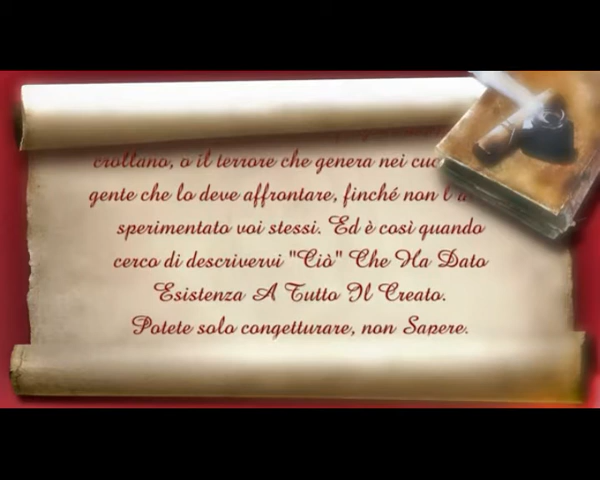 crollano, o il terrore che genera nei
gente che lo deve affrontare, finché non
sperimentato voi stessi. Ed è così quando
cerco di descrivervi "Ciò" Che Ha Dato
Esistenza A Tutto Il Creato.
Potete solo congetturare, non Sapere.